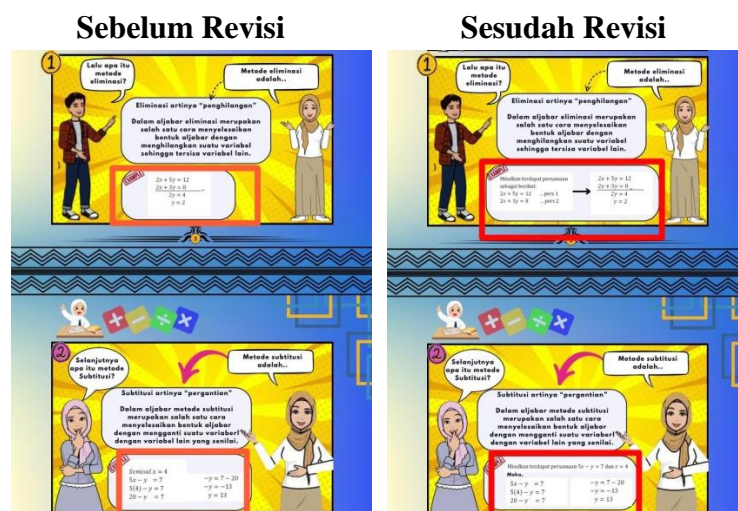 Sebelum Revisi
1
Lalu apa itu
metode
eliminasi?
Metode eliminasi
adalah..
Eliminasi artinya "penghilangan"
Dalam aljabar eliminasi merupakan
salah satu cara menyelesaikan
bentuk aljabar dengan
menghilangkan suatu variabel
sehingga tersisa variabel lain.
2x + 5y = 12
2x + 3y = 8
2y = 4
y = 2
2
Selanjutnya
apa itu metode
Subtitusi?
Metode subtitusi
adalah..
Subtitusi artinya "pergantian"
Dalam aljabar metode subtitusi
merupakan salah satu cara
menyelesaikan bentuk aljabar
dengan mengganti suatu variaberl
dengan variabel lain yang senilai.
Semisal x = 4
5x − y = 7
5(4) − y = 7
20 − y = 7
−y = 7 − 20
−y = −13
y = 13
Sesudah Revisi
1
Lalu apa itu
metode
eliminasi?
Metode eliminasi
adalah..
Eliminasi artinya "penghilangan"
Dalam aljabar eliminasi merupakan
salah satu cara menyelesaikan
bentuk aljabar dengan
menghilangkan suatu variabel
sehingga tersisa variabel lain.
Misalkan terdapat persamaan
sebagai berikut:
2x + 5y = 12 ...pers 1
2x + 3y = 8 ...pers 2
2x + 5y = 12
2x + 3y = 8
2y = 4
y = 2
2
Selanjutnya
apa itu metode
Subtitusi?
Metode subtitusi
adalah..
Subtitusi artinya "pergantian"
Dalam aljabar metode subtitusi
merupakan salah satu cara
menyelesaikan bentuk aljabar
dengan mengganti suatu variaberl
dengan variabel lain yang senilai.
Misalkan terdapat persamaan 5x − y = 7 dan x = 4
Maka,
5x − y = 7
5(4) − y = 7
20 − y = 7
−y = 7 − 20
−y = −13
y = 13